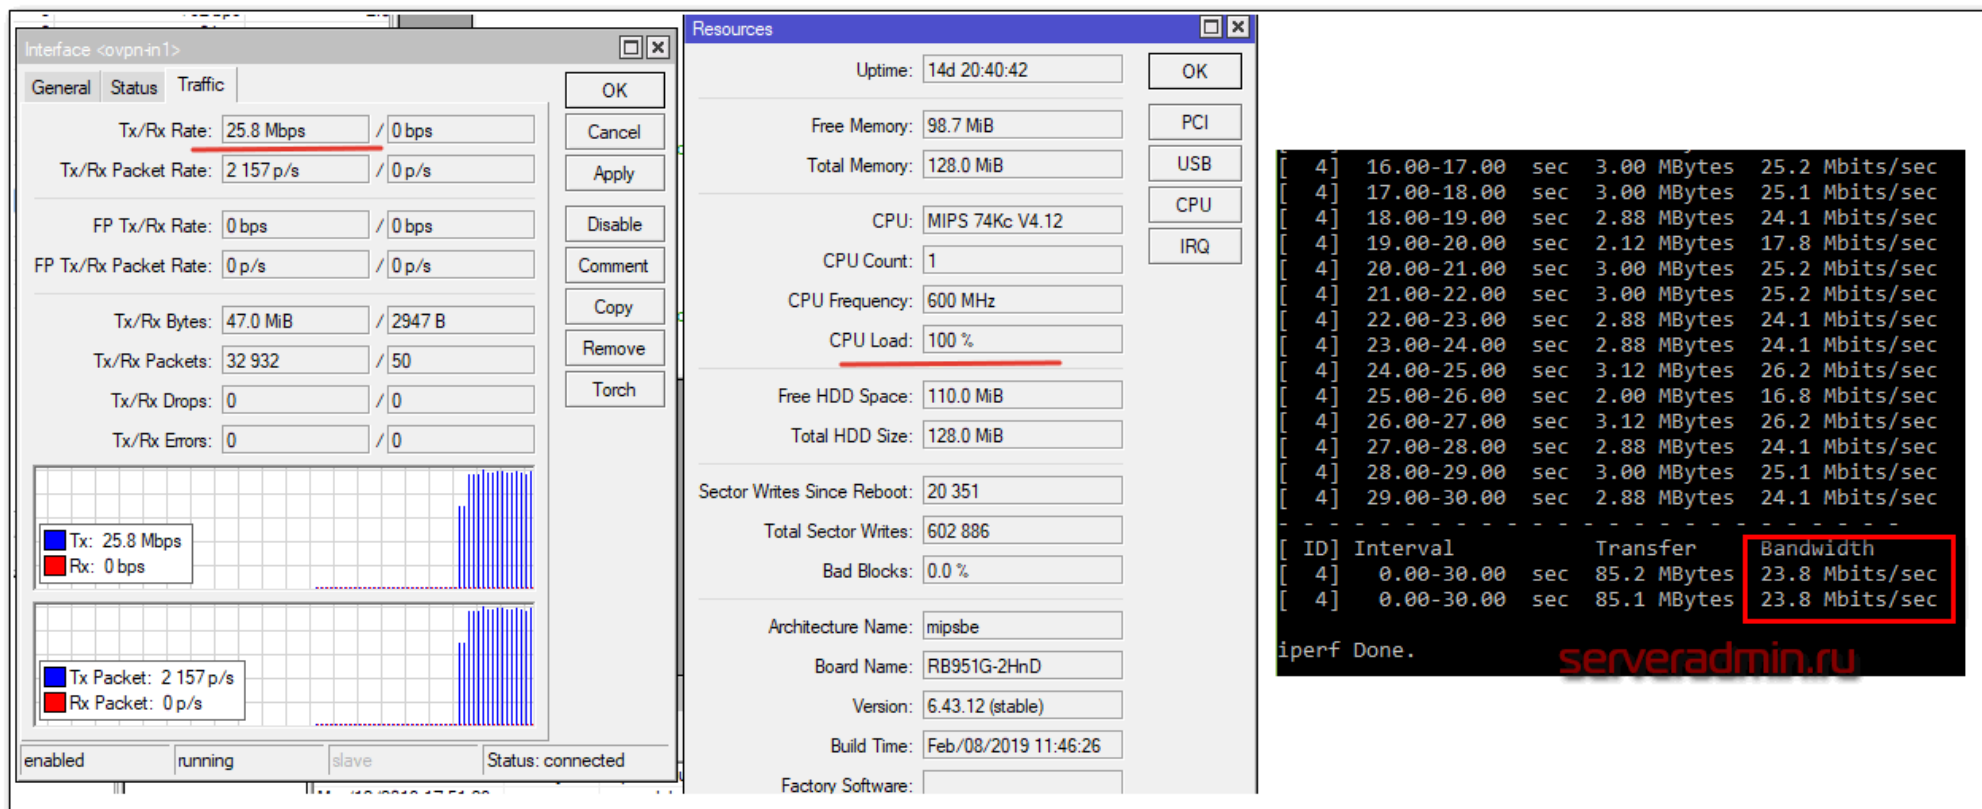 Interface <ovpn-in1>
General Status Traffic
Tx/Rx Rate: 25.8 Mbps / 0 bps
Tx/Rx Packet Rate: 2 157 p/s / 0 p/s
FP Tx/Rx Rate: 0 bps / 0 bps
FP Tx/Rx Packet Rate: 0 p/s / 0 p/s
Tx/Rx Bytes: 47.0 MiB / 2947 B
Tx/Rx Packets: 32 932 / 50
Tx/Rx Drops: 0 / 0
Tx/Rx Errors: 0 / 0
Tx: 25.8 Mbps
Rx: 0 bps
Tx Packet: 2 157 p/s
Rx Packet: 0 p/s
enabled running slave Status: connected
OK
Cancel
Apply
Disable
Comment
Copy
Remove
Torch
Resources
Uptime: 14d 20:40:42
Free Memory: 98.7 MiB
Total Memory: 128.0 MiB
CPU: MIPS 74Kc V4.12
CPU Count: 1
CPU Frequency: 600 MHz
CPU Load: 100 %
Free HDD Space: 110.0 MiB
Total HDD Size: 128.0 MiB
Sector Writes Since Reboot: 20 351
Total Sector Writes: 602 886
Bad Blocks: 0.0 %
Architecture Name: mipsbe
Board Name: RB951G-2HnD
Version: 6.43.12 (stable)
Build Time: Feb/08/2019 11:46:26
Factory Software:
OK
PCI
USB
CPU
IRQ
[ 4] 16.00-17.00 sec 3.00 MBytes 25.2 Mbits/sec
[ 4] 17.00-18.00 sec 3.00 MBytes 25.1 Mbits/sec
[ 4] 18.00-19.00 sec 2.88 MBytes 24.1 Mbits/sec
[ 4] 19.00-20.00 sec 2.12 MBytes 17.8 Mbits/sec
[ 4] 20.00-21.00 sec 3.00 MBytes 25.2 Mbits/sec
[ 4] 21.00-22.00 sec 3.00 MBytes 25.2 Mbits/sec
[ 4] 22.00-23.00 sec 2.88 MBytes 24.1 Mbits/sec
[ 4] 23.00-24.00 sec 2.88 MBytes 24.1 Mbits/sec
[ 4] 24.00-25.00 sec 3.12 MBytes 26.2 Mbits/sec
[ 4] 25.00-26.00 sec 2.00 MBytes 16.8 Mbits/sec
[ 4] 26.00-27.00 sec 3.12 MBytes 26.2 Mbits/sec
[ 4] 27.00-28.00 sec 2.88 MBytes 24.1 Mbits/sec
[ 4] 28.00-29.00 sec 3.00 MBytes 25.1 Mbits/sec
[ 4] 29.00-30.00 sec 2.88 MBytes 24.1 Mbits/sec
- - - - - - - - - - - - - - - - - - - - - - - - -
[ ID] Interval Transfer Bandwidth
[ 4] 0.00-30.00 sec 85.2 MBytes 23.8 Mbits/sec
[ 4] 0.00-30.00 sec 85.1 MBytes 23.8 Mbits/sec
iperf Done.
serveradmin.ru